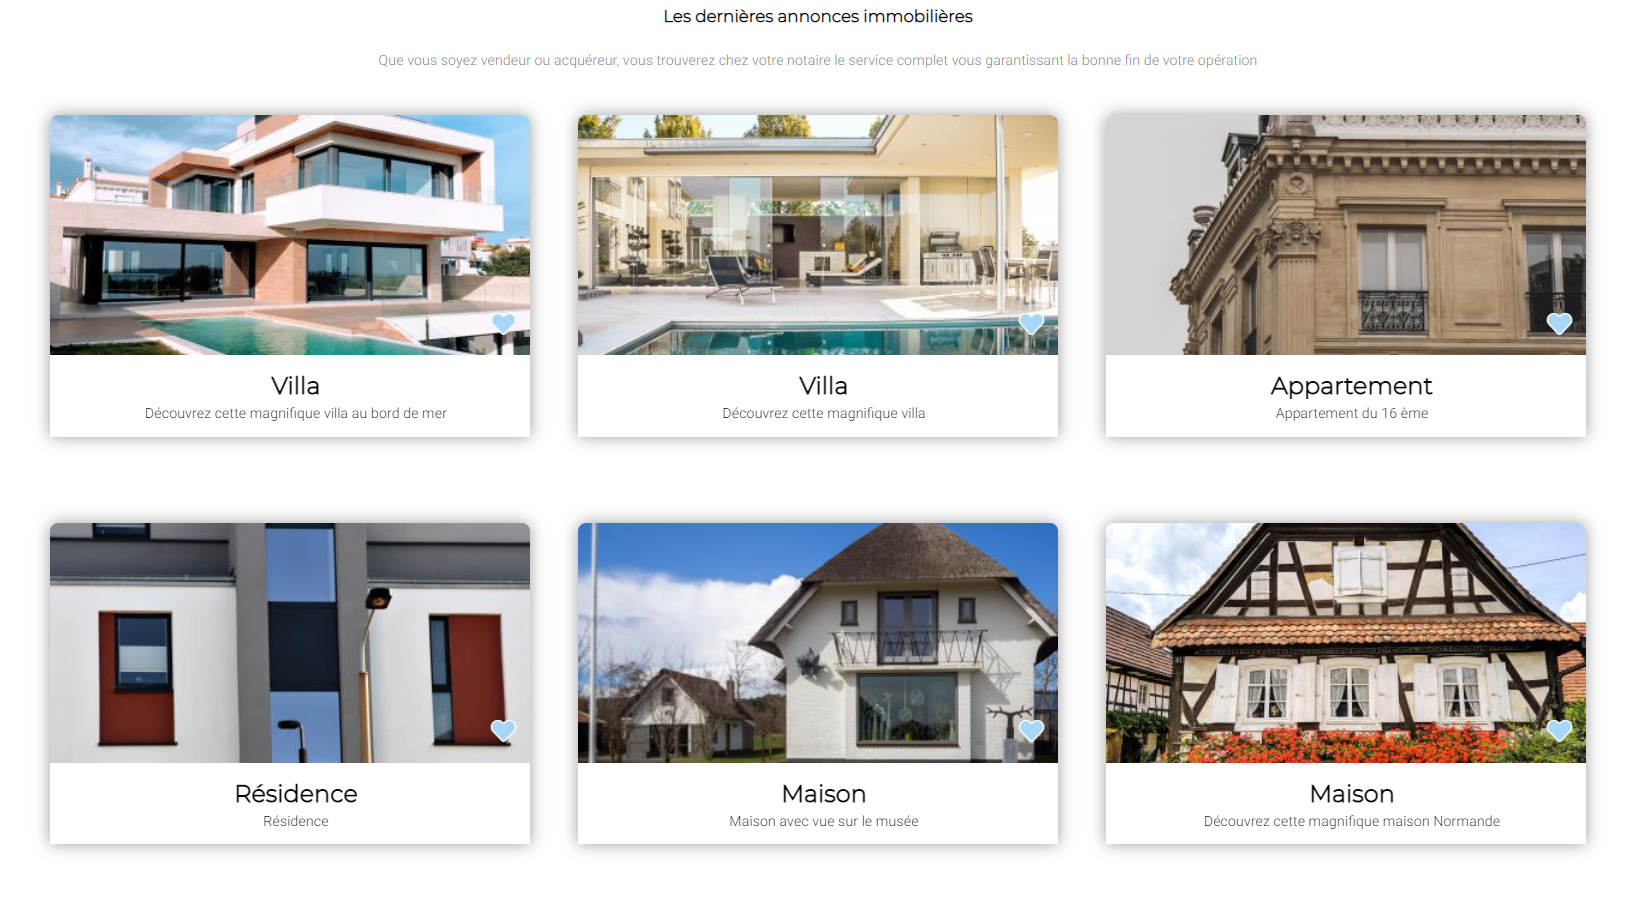 Les dernières annonces immobilières
Que vous soyez vendeur ou acquéreur, vous trouverez chez votre notaire le service complet vous garantissant la bonne fin de votre opération
Villa
Découvrez cette magnifique villa au bord de mer
Villa
Découvrez cette magnifique villa
Appartement
Appartement du 16 ème
Résidence
Résidence
Maison
Maison avec vue sur le musée
Maison
Découvrez cette magnifique maison Normande